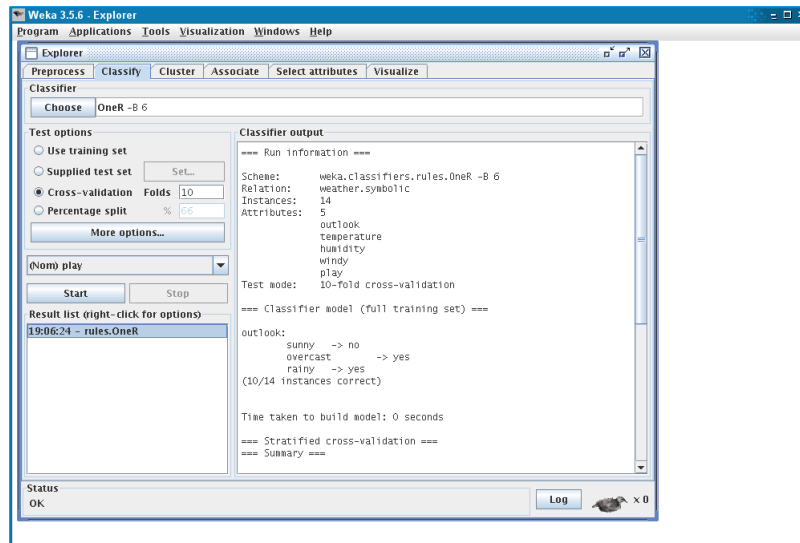 Weka 3.5.6 - Explorer
Program Applications Tools Visualization Windows Help
Explorer
Preprocess Classify Cluster Associate Select attributes Visualize
Classifier
Choose OneR -B 6
Test options
Use training set
Supplied test set Set...
Cross-validation Folds 10
Percentage split % 66
More options...
(Nom) play
Start Stop
Result list (right-click for options)
19:06:24 - rules.OneR
Classifier output
=== Run information ===
Scheme: weka.classifiers.rules.OneR -B 6
Relation: weather.symbolic
Instances: 14
Attributes: 5
outlook
temperature
humidity
windy
play
Test mode: 10-fold cross-validation
=== Classifier model (full training set) ===
outlook:
sunny -> no
overcast -> yes
rainy -> yes
(10/14 instances correct)
Time taken to build model: 0 seconds
=== Stratified cross-validation ===
=== Summary ===
Status
OK
Log
x 0